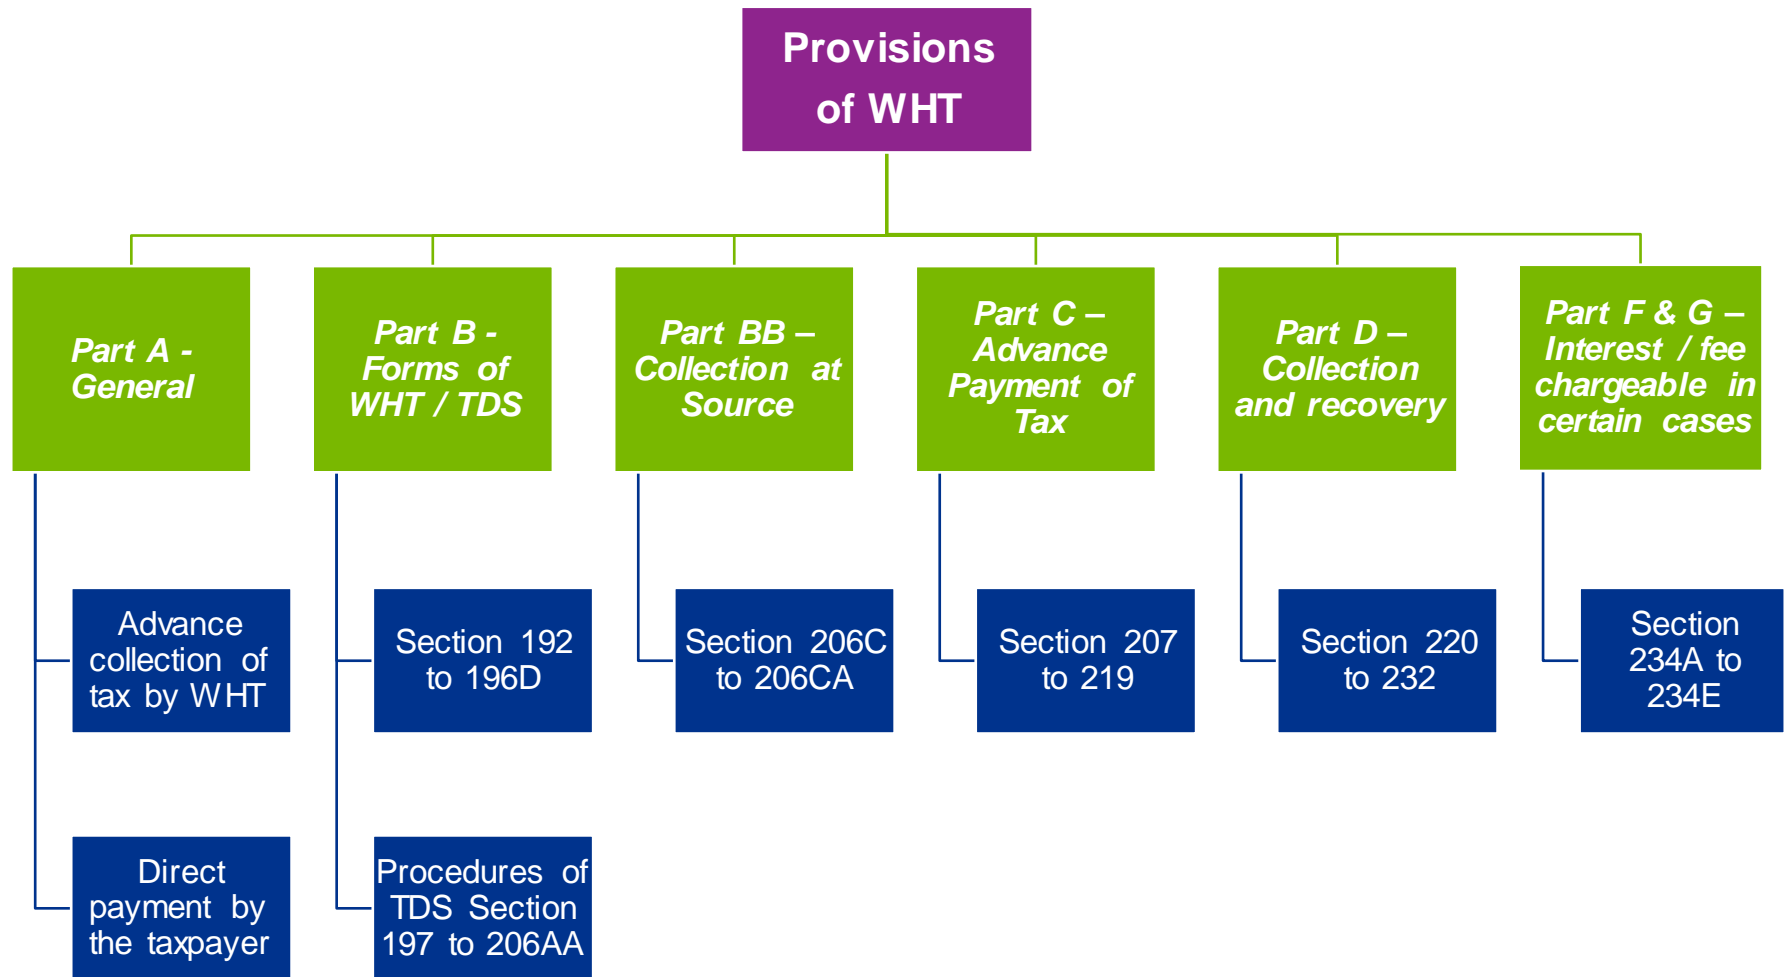 Provisions
of WHT
Part A -
General
Part B -
Forms of
WHT / TDS
Part BB –
Collection at
Source
Part C –
Advance
Payment of
Tax
Part D –
Collection
and recovery
Part F & G –
Interest / fee
chargeable in
certain cases
Advance
collection of
tax by WHT
Section 192
to 196D
Section 206C
to 206CA
Section 207
to 219
Section 220
to 232
Section
234A to
234E
Direct
payment by
the taxpayer
Procedures of
TDS Section
197 to 206AA